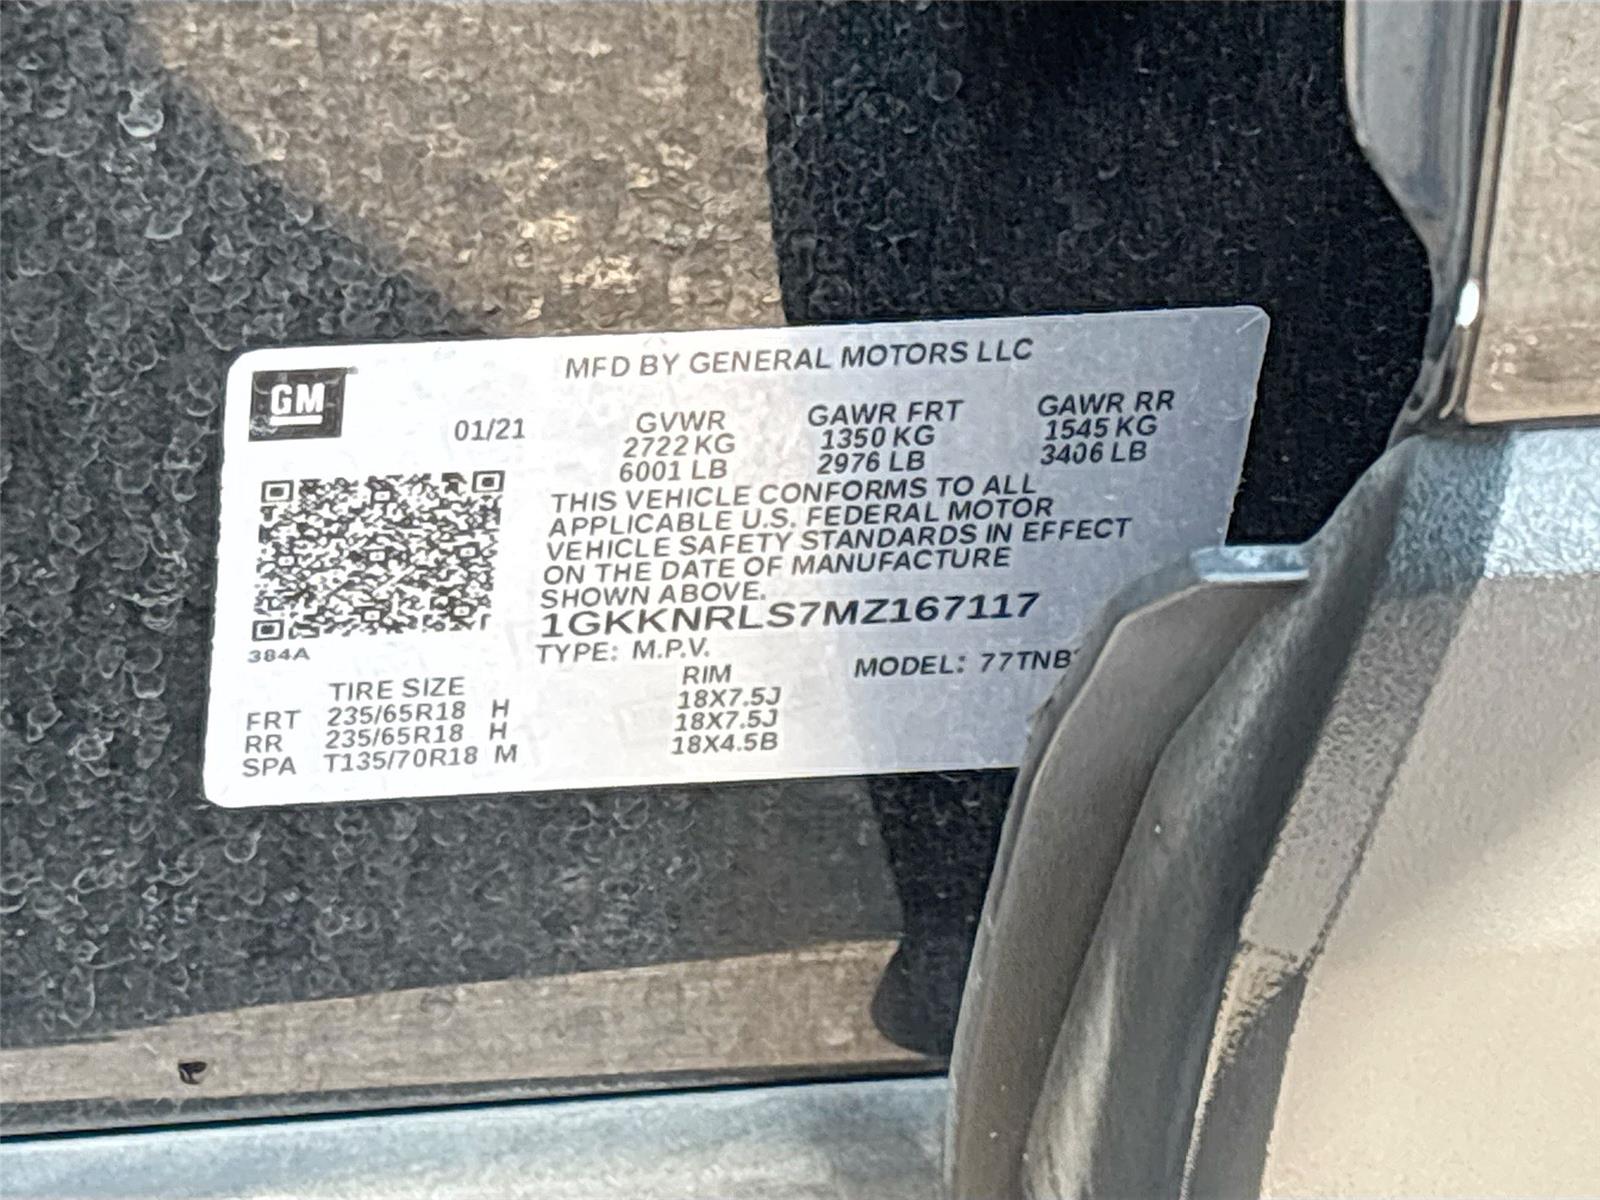 GM
MFD BY GENERAL MOTORS LLC
01/21 GVWR GAWR FRT GAWR RR
2722 KG 1350 KG 1545 KG
6001 LB 2976 LB 3406 LB
THIS VEHICLE CONFORMS TO ALL
APPLICABLE U.S. FEDERAL MOTOR
VEHICLE SAFETY STANDARDS IN EFFECT
ON THE DATE OF MANUFACTURE
SHOWN ABOVE.
1GKKNRLS7MZ167117
384A
TYPE: M.P.V. MODEL: 77TNB
TIRE SIZE RIM
FRT 235/65R18 H 18X7.5J
RR 235/65R18 H 18X7.5J
SPA T135/70R18 M 18X4.5B